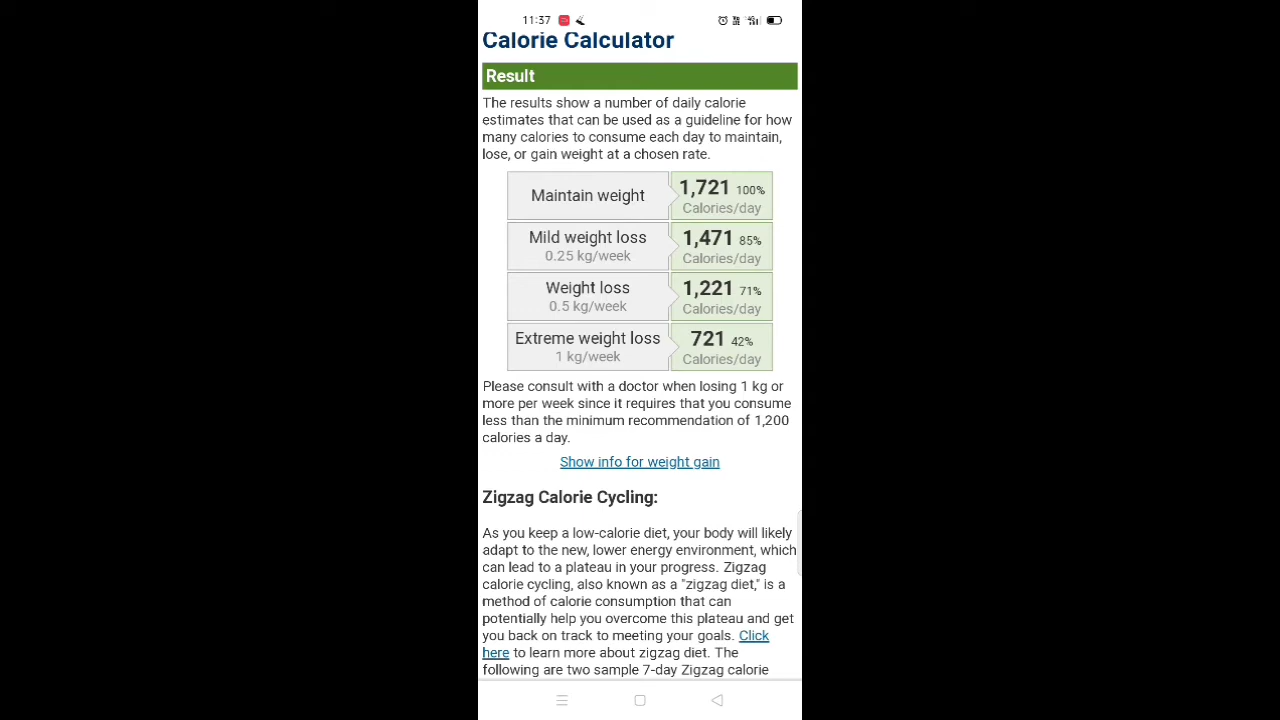 11:37
Calorie Calculator
Result
The results show a number of daily calorie
estimates that can be used as a guideline for how
many calories to consume each day to maintain,
lose, or gain weight at a chosen rate.
Maintain weight 1,721 100%
Calories/day
Mild weight loss 1,471 85%
0.25 kg/week Calories/day
Weight loss 1,221 71%
0.5 kg/week Calories/day
Extreme weight loss 721 42%
1 kg/week Calories/day
Please consult with a doctor when losing 1 kg or
more per week since it requires that you consume
less than the minimum recommendation of 1,200
calories a day.
Show info for weight gain
Zigzag Calorie Cycling:
As you keep a low-calorie diet, your body will likely
adapt to the new, lower energy environment, which
can lead to a plateau in your progress. Zigzag
calorie cycling, also known as a "zigzag diet," is a
method of calorie consumption that can
potentially help you overcome this plateau and get
you back on track to meeting your goals. Click
here to learn more about zigzag diet. The
following are two sample 7-day Zigzag calorie